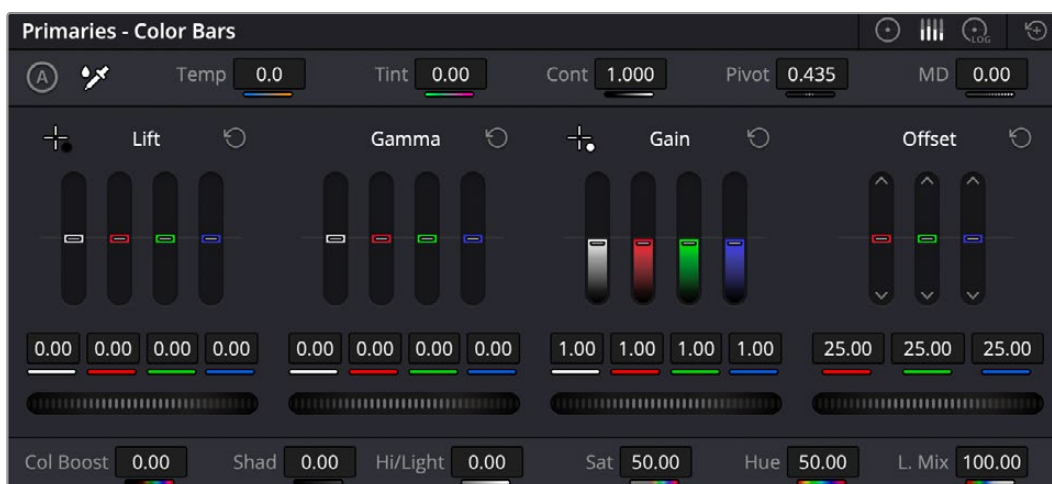 Primaries - Color Bars
LOG
A Temp 0.0 Tint 0.00 Cont 1.000 Pivot 0.435 MD 0.00
Lift Gamma Gain Offset
0.00 0.00 0.00 0.00 0.00 0.00 0.00 0.00 1.00 1.00 1.00 1.00 25.00 25.00 25.00
Col Boost 0.00 Shad 0.00 Hi/Light 0.00 Sat 50.00 Hue 50.00 L. Mix 100.00